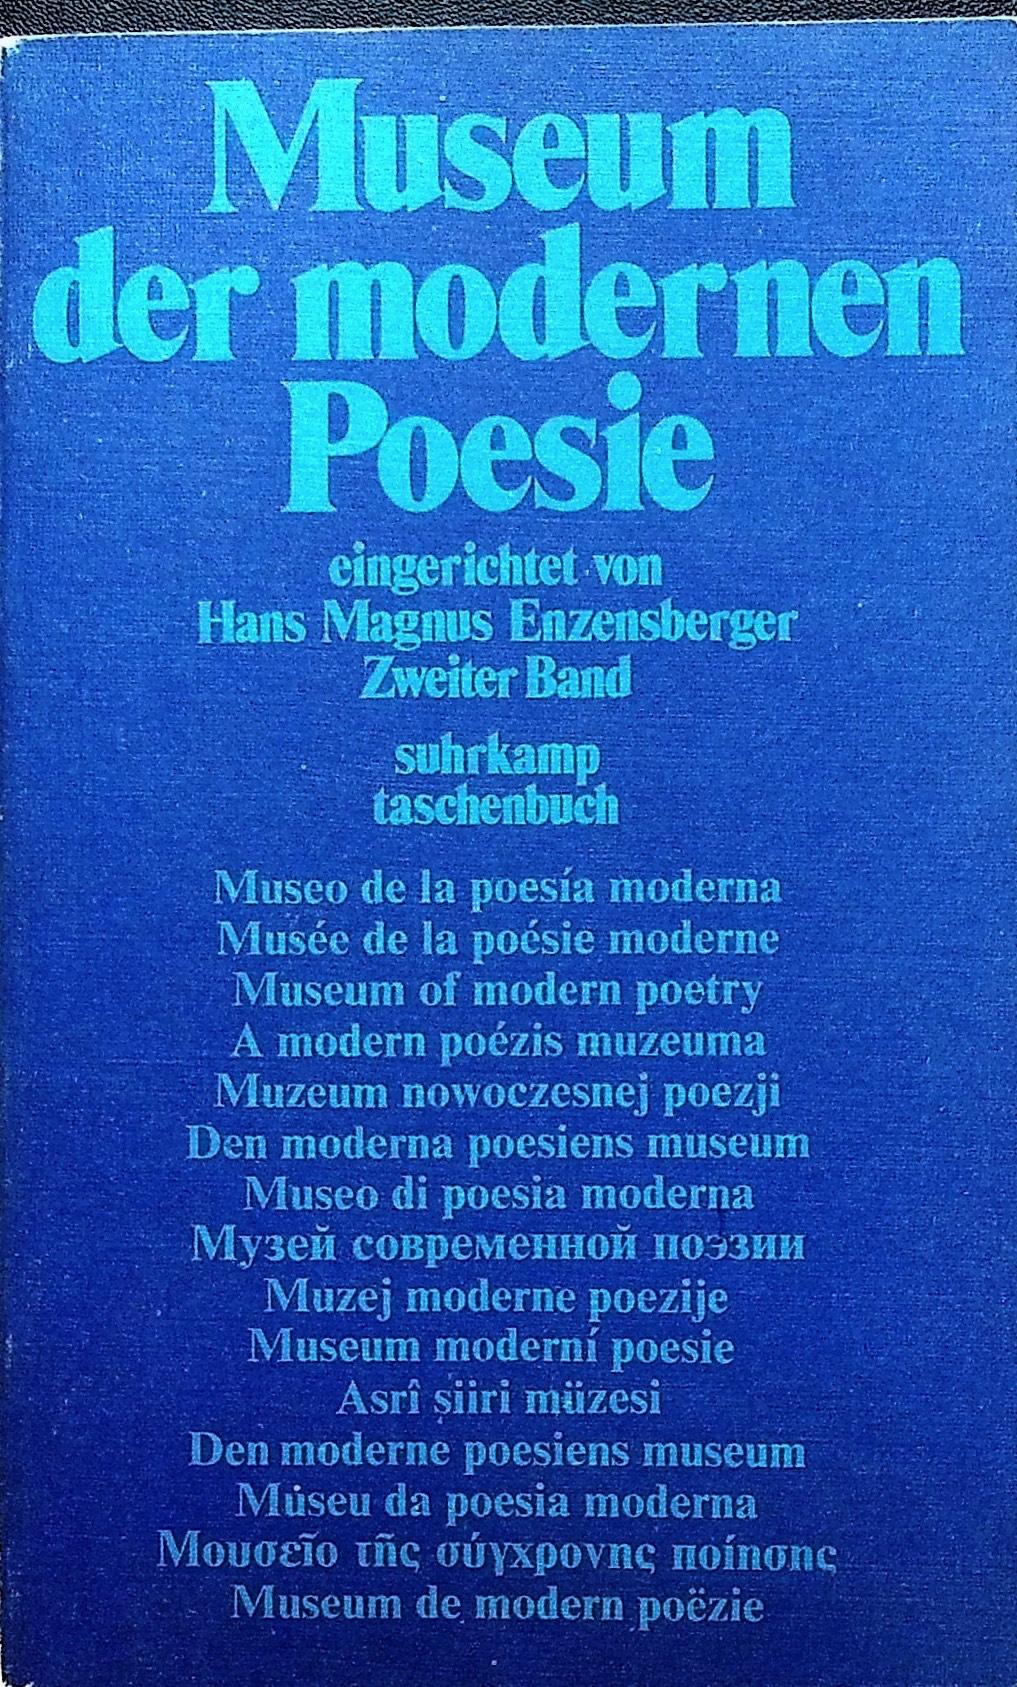 Museum
der modernen
Poesie
eingerichtet von
Hans Magnus Enzensberger
Zweiter Band
suhrkamp
taschenbuch
Museo de la poesía moderna
Musée de la poésie moderne
Museum of modern poetry
A modern poézis muzeuma
Muzeum nowoczesnej poezji
Den moderna poesiens museum
Museo di poesia moderna
Музей современной поэзии
Muzej moderne poezije
Museum moderní poesie
Asrî şiiri müzesi
Den moderne poesiens museum
Museu da poesia moderna
Μουσεῖο τῆς σύγχρονης ποίησης
Museum de modern poëzie